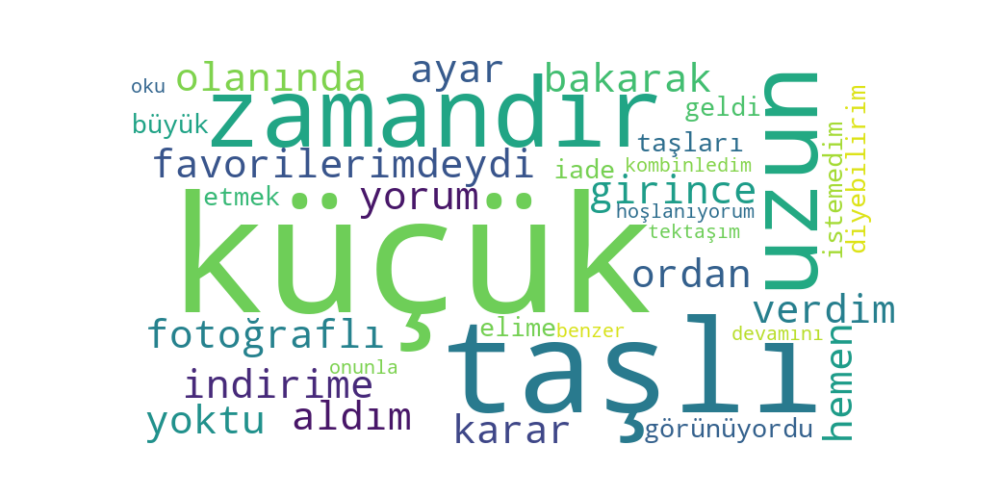 oku
olanında
ayar
bakarak
büyük
zamandır
geldi
uzun
diyebilirim
favorilerimdeydi
iade
taşları
kombinledim
istemedim
etmek
yorum
girince
hoşlanıyorum
küçük
tektaşım
ordan
verdim
fotoğraflı
elime
benzer
taşlı
devamını
hemen
onunla
indirime
yoktu
aldım
karar
görünüyordu